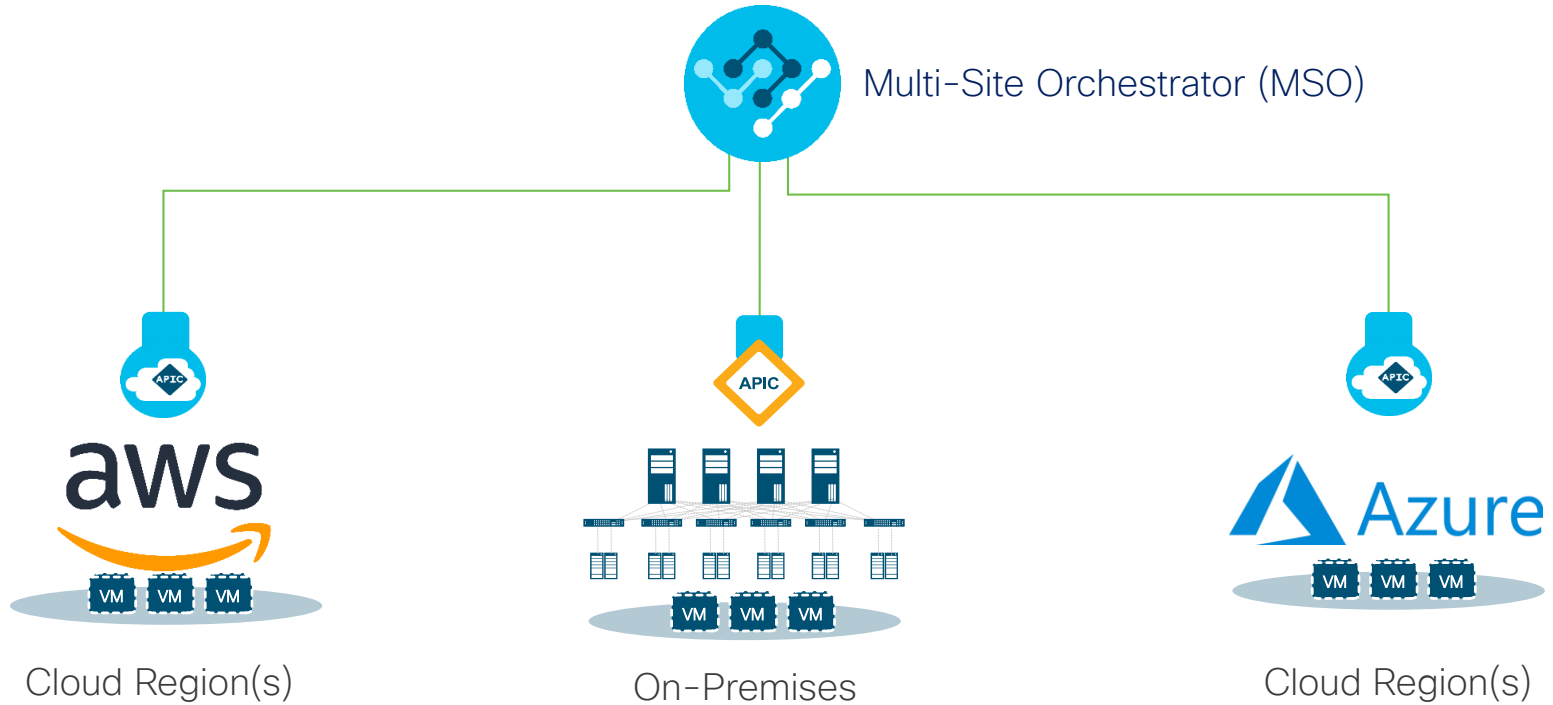 Multi-Site Orchestrator (MSO)
APIC
APIC
APIC
aws
Azure
VM VM VM
VM VM VM
VM VM VM
Cloud Region(s)
On-Premises
Cloud Region(s)